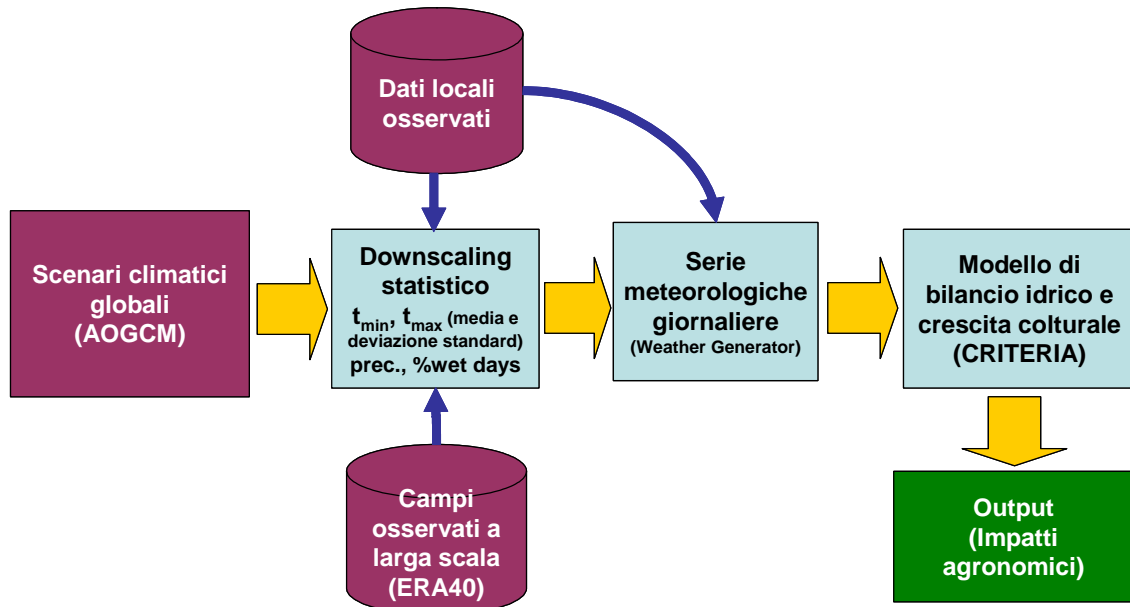 Dati locali
osservati
Scenari climatici
globali
(AOGCM)
Downscaling
statistico
tmin, tmax (media e
deviazione standard)
prec., %wet days
Serie
meteorologiche
giornaliere
(Weather Generator)
Modello di
bilancio idrico e
crescita colturale
(CRITERIA)
Campi
osservati a
larga scala
(ERA40)
Output
(Impatti
agronomici)